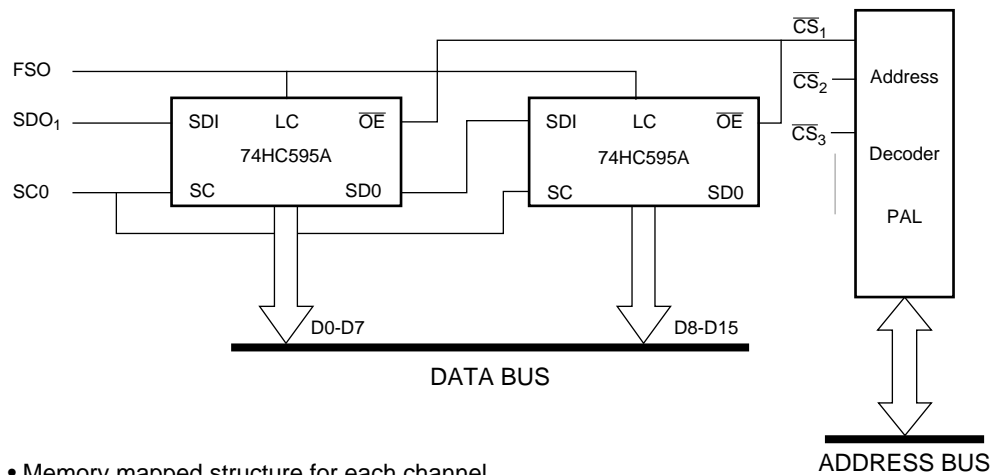 CS1
FSO
Address
CS2
SDO1
SDI LC OE
SDI LC OE
CS3
74HC595A
74HC595A
Decoder
SC0
SC SD0
SC SD0
PAL
D0-D7
D8-D15
DATA BUS
• Memory mapped structure for each channel
ADDRESS BUS